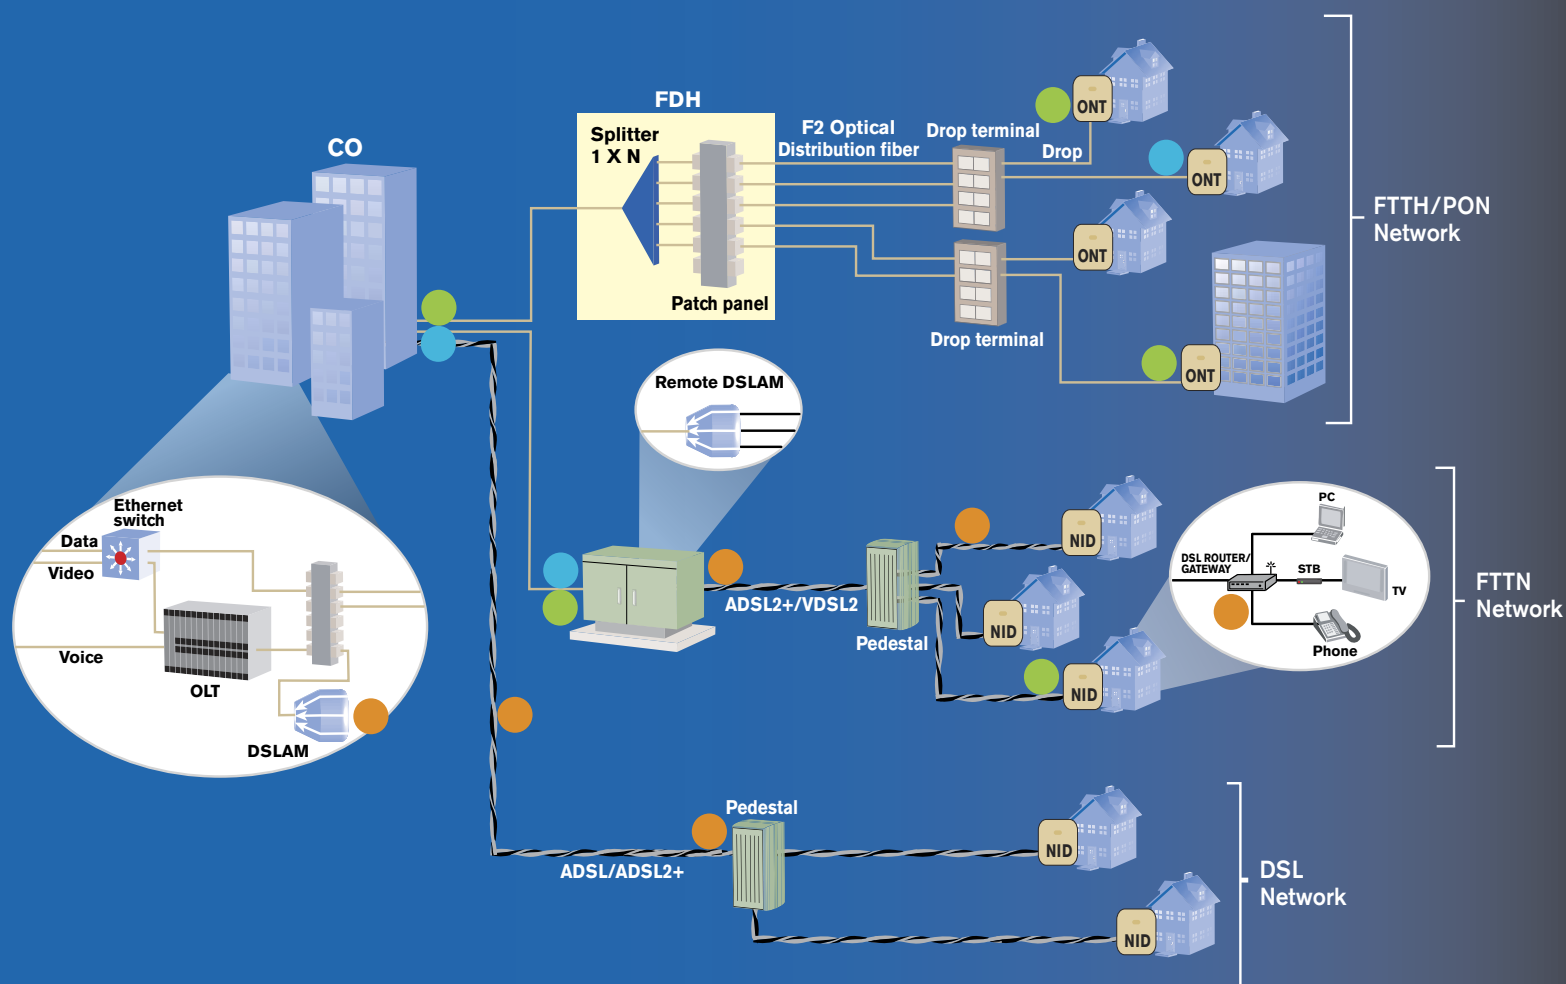 CO
FDH
Splitter
1 X N
Patch panel
F2 Optical
Distribution fiber
Drop terminal
Drop
Drop terminal
ONT
ONT
ONT
ONT
FTTH/PON
Network
Remote DSLAM
Ethernet
switch
Data
Video
Voice
OLT
DSLAM
ADSL2+/VDSL2
Pedestal
NID
NID
NID
PC
DSL ROUTER/
GATEWAY
STB
TV
Phone
FTTN
Network
Pedestal
ADSL/ADSL2+
NID
NID
DSL
Network